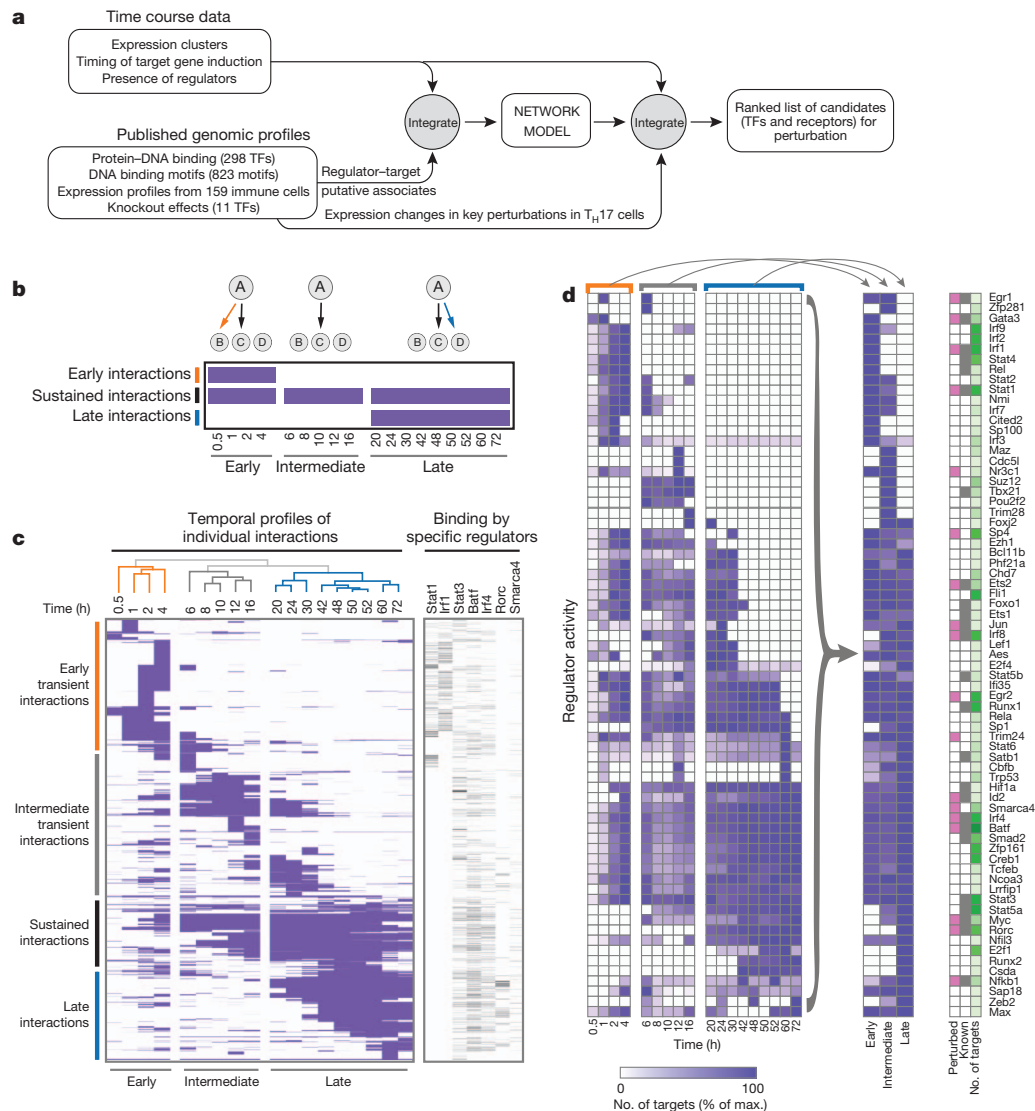 a
Time course data
Expression clusters
Timing of target gene induction
Presence of regulators
Published genomic profiles
Protein–DNA binding (298 TFs)
DNA binding motifs (823 motifs)
Expression profiles from 159 immune cells
Knockout effects (11 TFs)
Regulator–target
putative associates
Expression changes in key perturbations in TH17 cells
Integrate
NETWORK
MODEL
Integrate
Ranked list of candidates
(TFs and receptors) for
perturbation
b
A A A
B C D B C D B C D
Early interactions
Sustained interactions
Late interactions
0.5 1 2 4 6 8 10 12 16 20 24 30 42 48 50 52 60 72
Early Intermediate Late
c
Temporal profiles of
individual interactions
Binding by
specific regulators
Time (h) 0.5 1 2 4 6 8 10 12 16 20 24 30 42 48 50 52 60 72
Stat1 Irf1 Stat3 Batf Irf4 Rorc Smarca4
Early
transient
interactions
Intermediate
transient
interactions
Sustained
interactions
Late
interactions
Early Intermediate Late
d
Regulator activity
Egr1
Zfp281
Gata3
Irf9
Irf2
Irf1
Stat4
Rel
Stat2
Stat1
Nmi
Irf7
Cited2
Sp100
Irf3
Maz
Cdc5l
Nr3c1
Suz12
Tbx21
Pou2f2
Trim28
Foxj2
Sp4
Ezh1
Bcl11b
Phf21a
Chd7
Ets2
Fli1
Foxo1
Ets1
Jun
Irf8
Lef1
Aes
E2f4
Stat5b
Ifi35
Egr2
Runx1
Rela
Sp1
Trim24
Stat6
Satb1
Cbfb
Trp53
Hif1a
Id2
Smarca4
Irf4
Batf
Smad2
Zfp161
Creb1
Tcfeb
Ncoa3
Lrrfip1
Stat3
Stat5a
Myc
Rorc
Nfil3
E2f1
Runx2
Csda
Nfkb1
Sap18
Zeb2
Max
0.5 1 2 4 6 8 10 12 16 20 24 30 42 48 50 52 60 72
Time (h)
Early Intermediate Late
Perturbed Known No. of targets
0 100
No. of targets (% of max.)